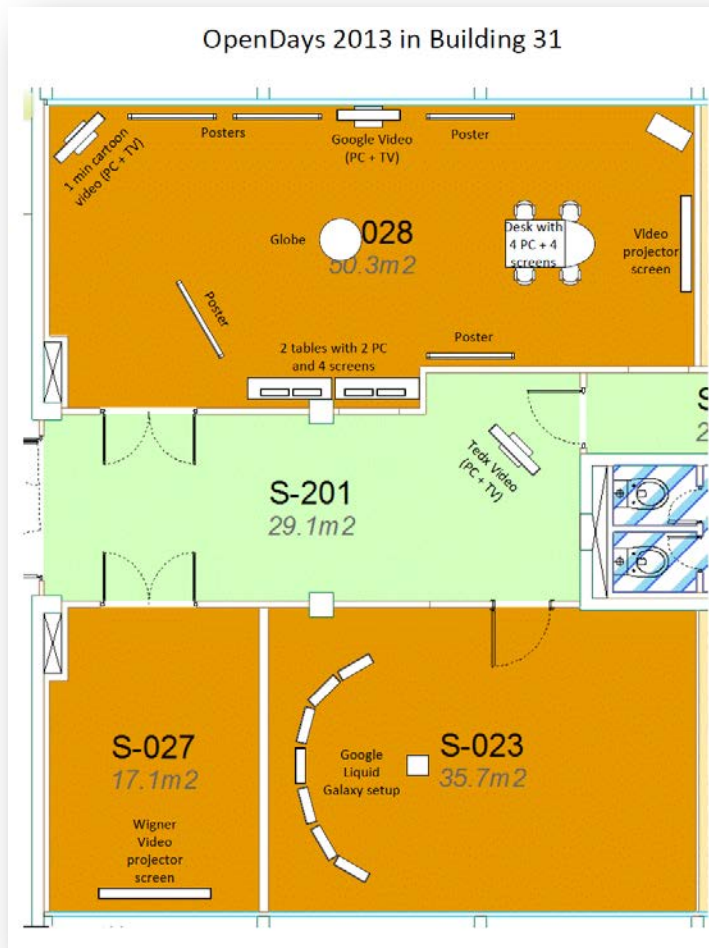 OpenDays 2013 in Building 31
1 min cartoon
video (PC + TV)
Posters
Google Video
(PC + TV)
Poster
Globe
028
50.3m2
Desk with
4 PC + 4
screens
Video
projector
screen
Poster
2 tables with 2 PC
and 4 screens
Poster
S-201
29.1m2
Tedx Video
(PC + TV)
S
2
S-027
17.1m2
Wigner
Video
projector
screen
Google
Liquid
Galaxy setup
S-023
35.7m2